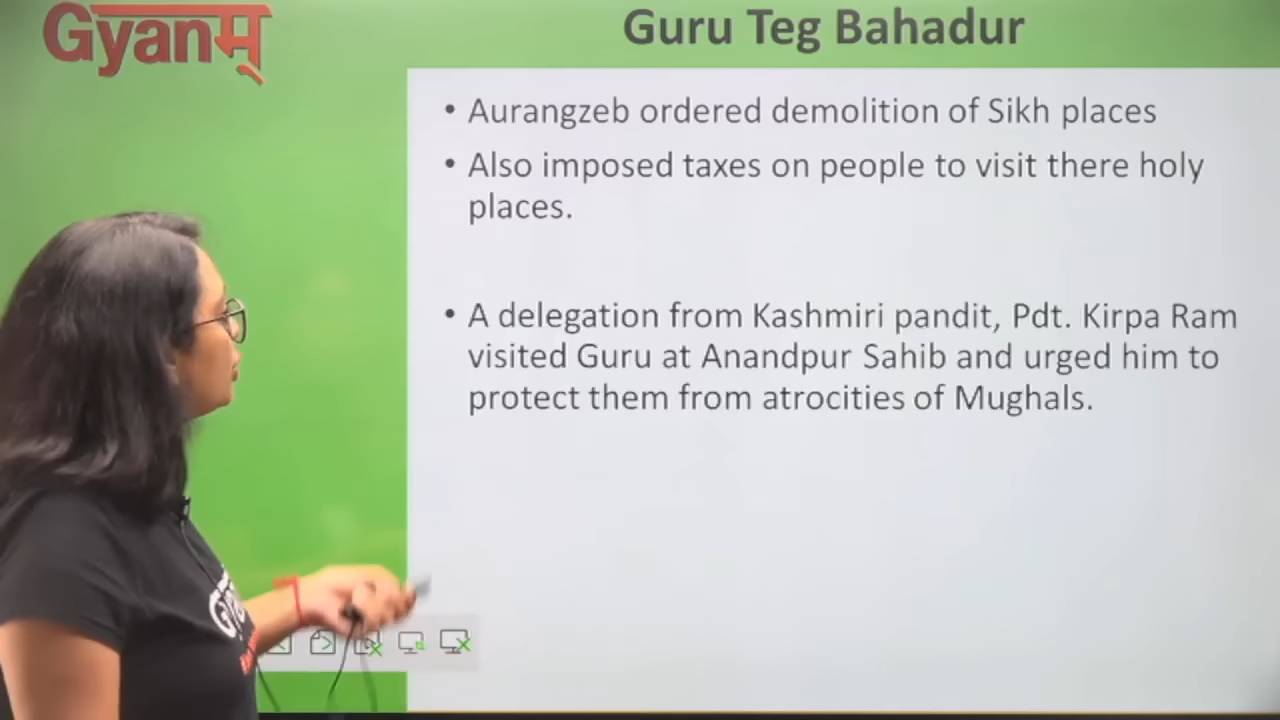 Gyanम्
Guru Teg Bahadur
• Aurangzeb ordered demolition of Sikh places
• Also imposed taxes on people to visit there holy
places.
• A delegation from Kashmiri pandit, Pdt. Kirpa Ram
visited Guru at Anandpur Sahib and urged him to
protect them from atrocities of Mughals.